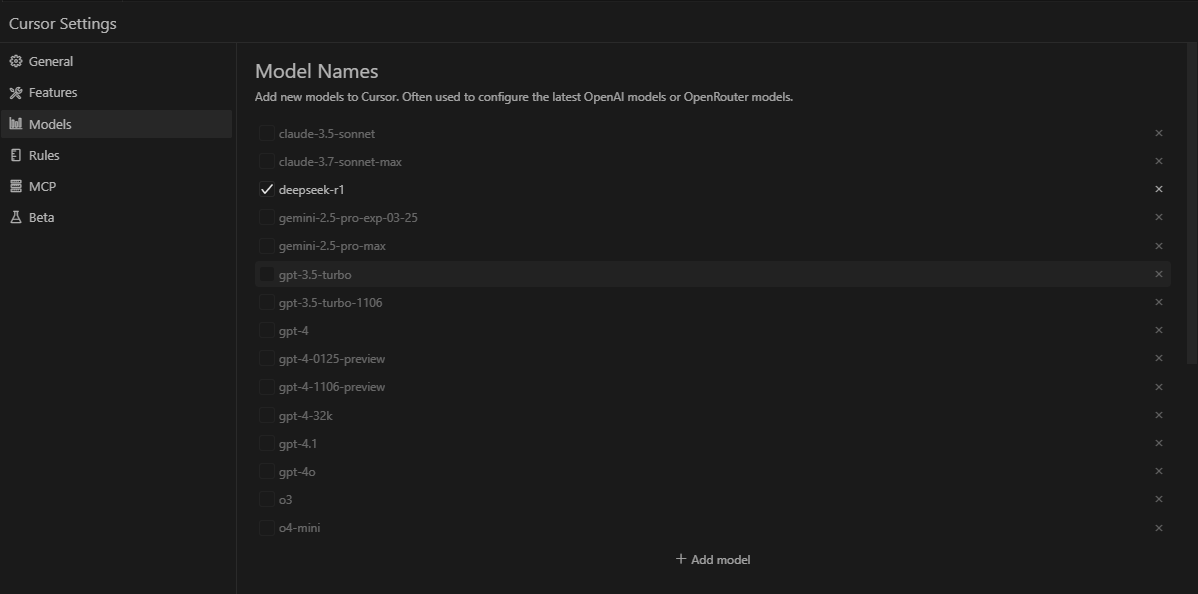 Cursor Settings
General
Features
Models
Rules
MCP
Beta
Model Names
Add new models to Cursor. Often used to configure the latest OpenAI models or OpenRouter models.
claude-3.5-sonnet
claude-3.7-sonnet-max
deepseek-r1
gemini-2.5-pro-exp-03-25
gemini-2.5-pro-max
gpt-3.5-turbo
gpt-3.5-turbo-1106
gpt-4
gpt-4-0125-preview
gpt-4-1106-preview
gpt-4-32k
gpt-4.1
gpt-4o
o3
o4-mini
+ Add model